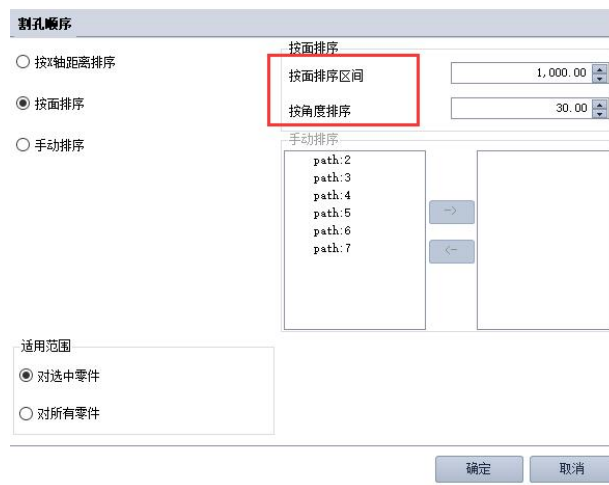 割孔顺序
按X轴距离排序
按面排序
手动排序
按面排序
按面排序区间 1,000.00
按角度排序 30.00
手动排序
path:2
path:3
path:4
path:5
path:6
path:7
->
<-
适用范围
对选中零件
对所有零件
确定 取消